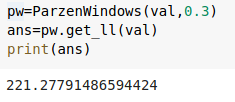 pw=ParzenWindows(val,0.3)
ans=pw.get_ll(val)
print(ans)
221.27791486594424